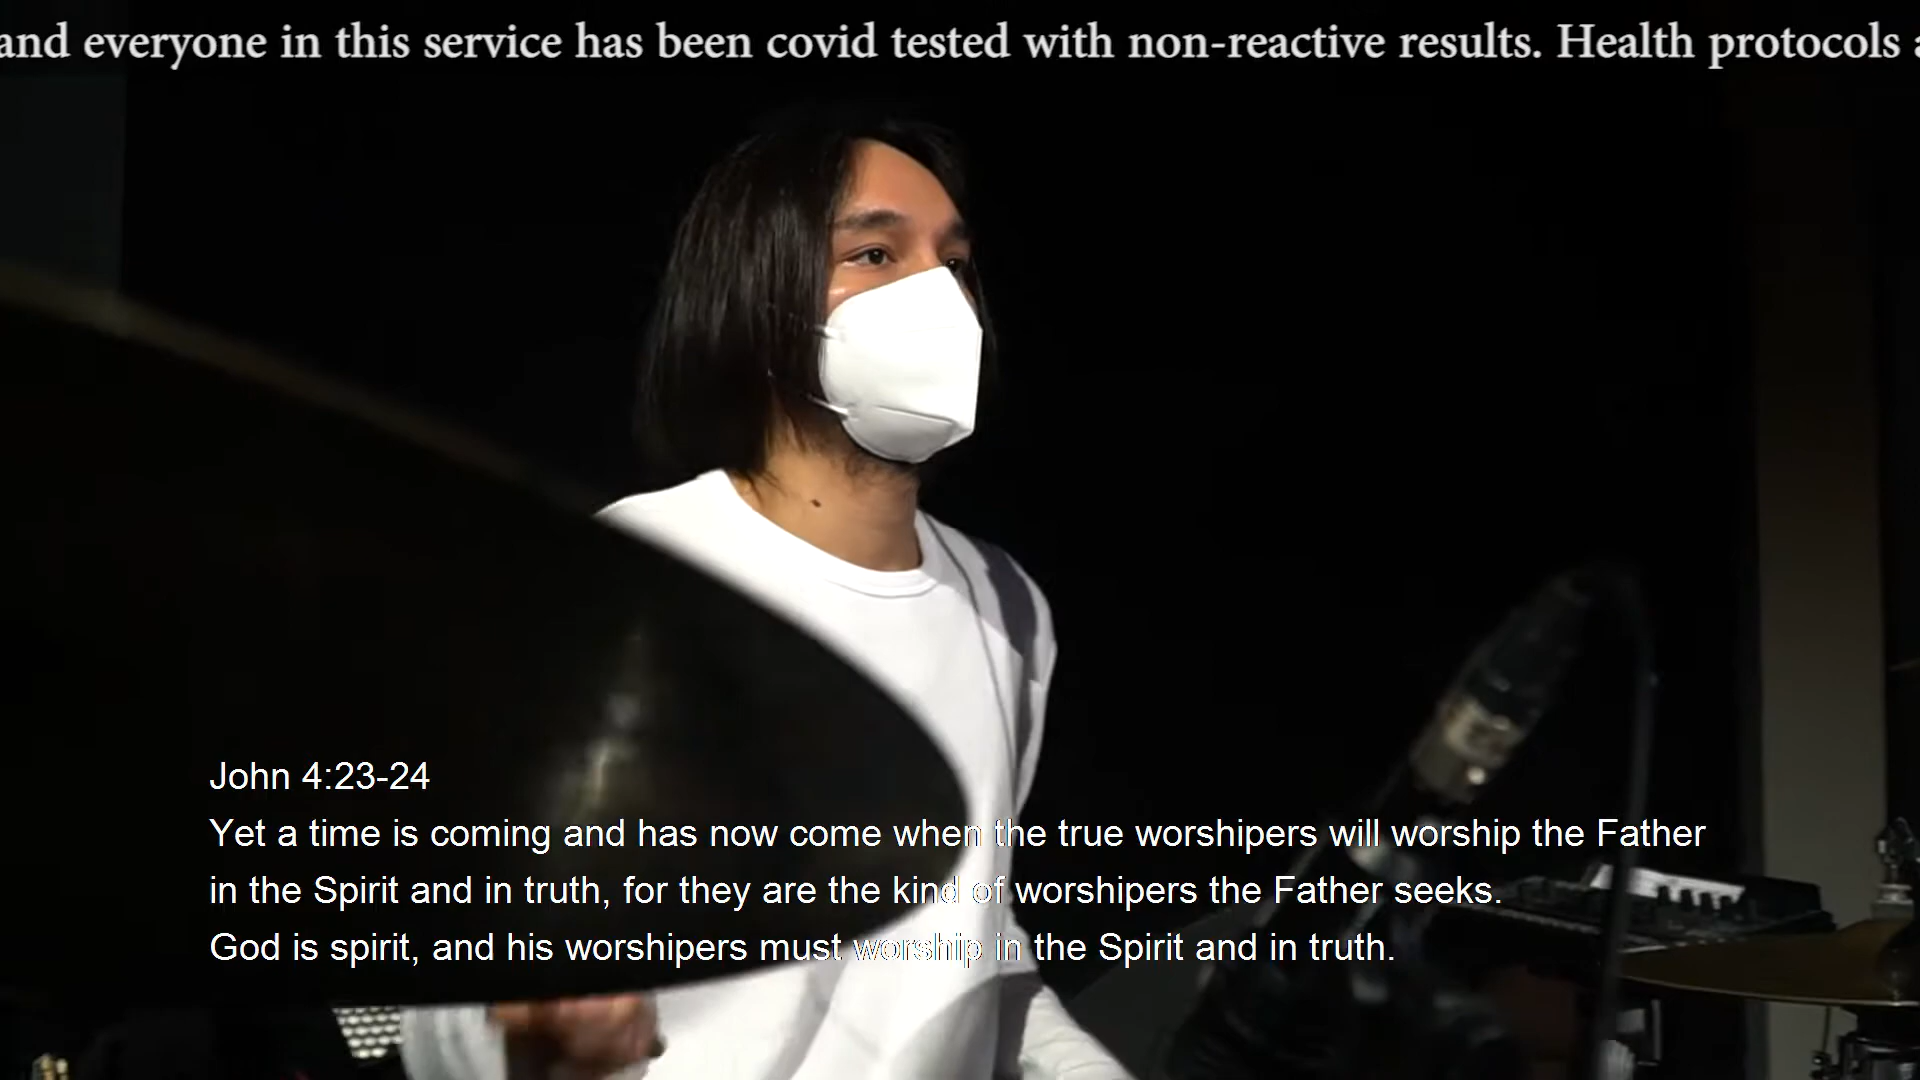 and everyone in this service has been covid tested with non-reactive results. Health protocols
John 4:23-24
Yet a time is coming and has now come when the true worshipers will worship the Father
in the Spirit and in truth, for they are the kind of worshipers the Father seeks.
God is spirit, and his worshipers must worship in the Spirit and in truth.